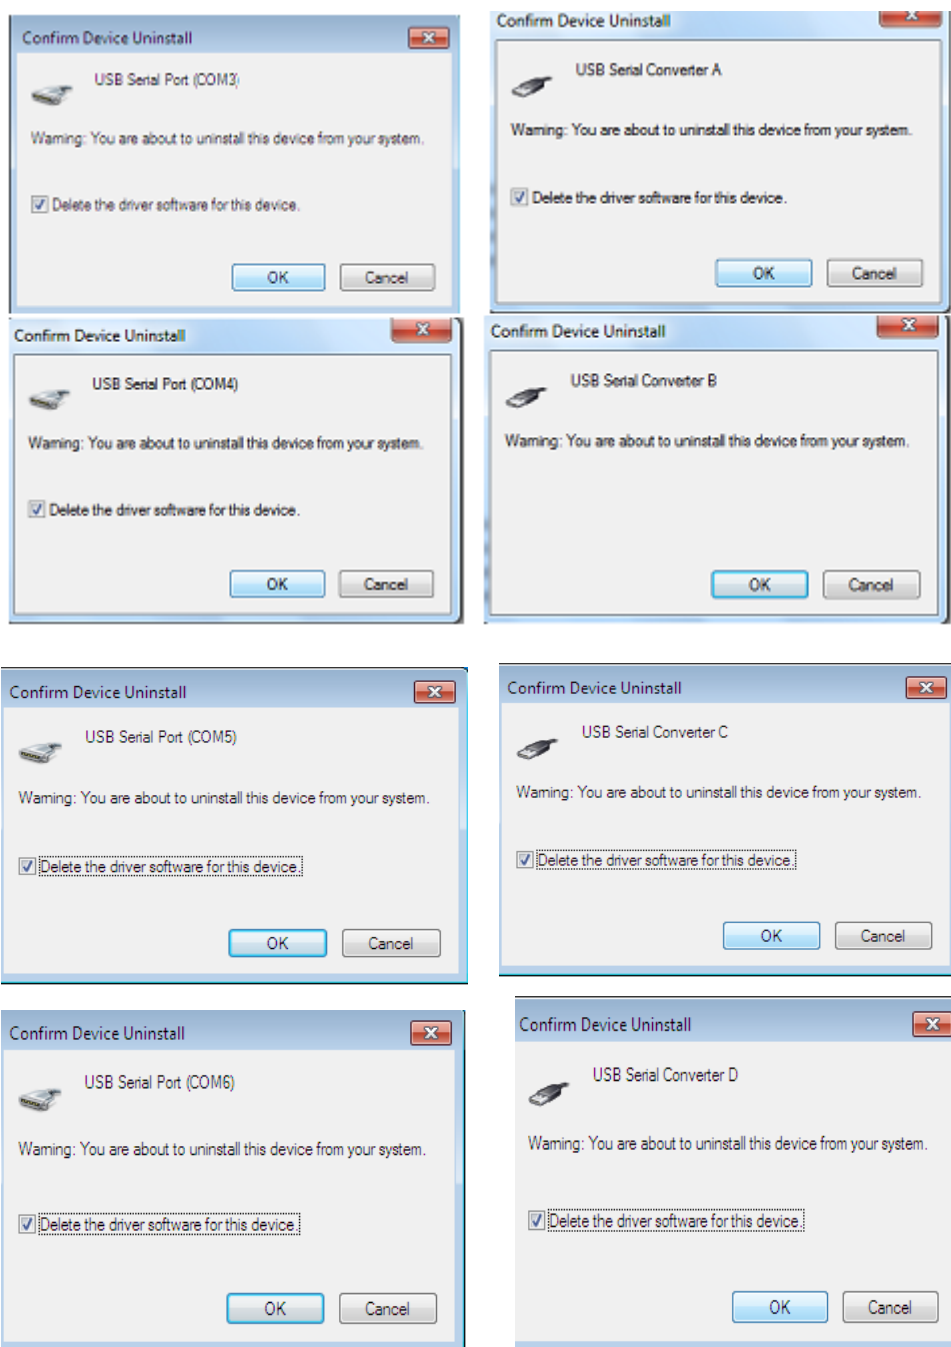 Confirm Device Uninstall
USB Serial Port (COM3)
Warning: You are about to uninstall this device from your system.
Delete the driver software for this device.
OK Cancel
Confirm Device Uninstall
USB Serial Converter A
Warning: You are about to uninstall this device from your system.
Delete the driver software for this device.
OK Cancel
Confirm Device Uninstall
USB Serial Port (COM4)
Warning: You are about to uninstall this device from your system.
Delete the driver software for this device.
OK Cancel
Confirm Device Uninstall
USB Serial Converter B
Warning: You are about to uninstall this device from your system.
OK Cancel
Confirm Device Uninstall
USB Serial Port (COM5)
Warning: You are about to uninstall this device from your system.
Delete the driver software for this device.
OK Cancel
Confirm Device Uninstall
USB Serial Converter C
Warning: You are about to uninstall this device from your system.
Delete the driver software for this device.
OK Cancel
Confirm Device Uninstall
USB Serial Port (COM6)
Warning: You are about to uninstall this device from your system.
Delete the driver software for this device.
OK Cancel
Confirm Device Uninstall
USB Serial Converter D
Warning: You are about to uninstall this device from your system.
Delete the driver software for this device.
OK Cancel